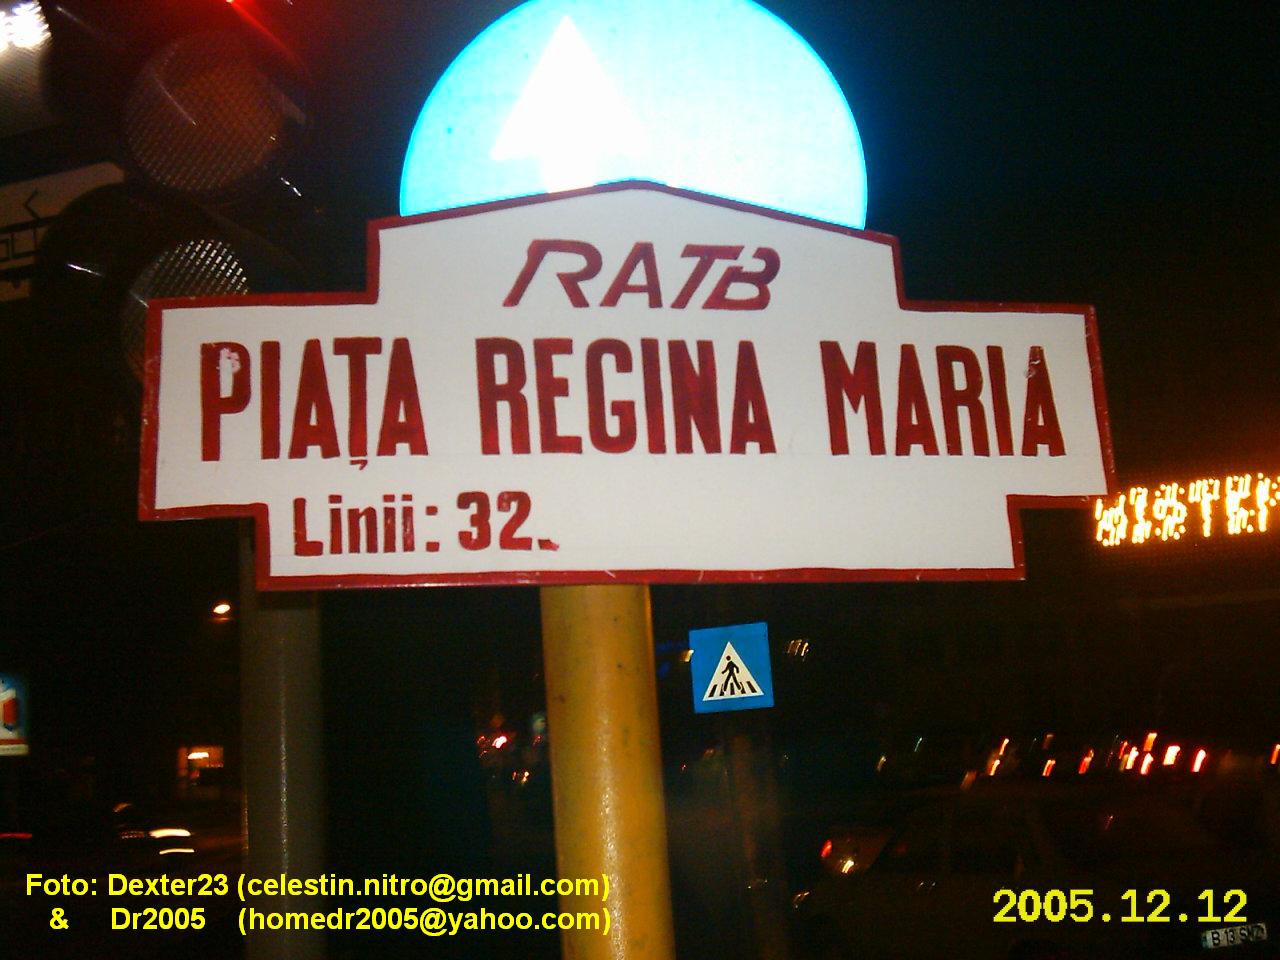 RATB
PIAȚA REGINA MARIA
Linii: 32.
Foto: Dexter23 (celestin.nitro@gmail.com)
& Dr2005 (homedr2005@yahoo.com)
2005.12.12